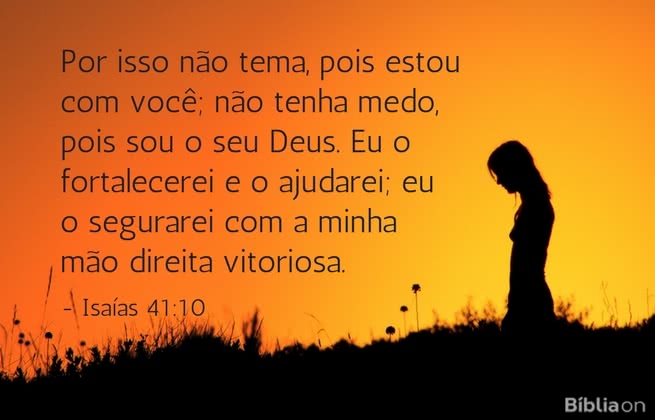 Por isso não tema, pois estou
com você; não tenha medo,
pois sou o seu Deus. Eu o
fortalecerei e o ajudarei; eu
o segurarei com a minha
mão direita vitoriosa.
- Isaías 41:10
Bíbliaon